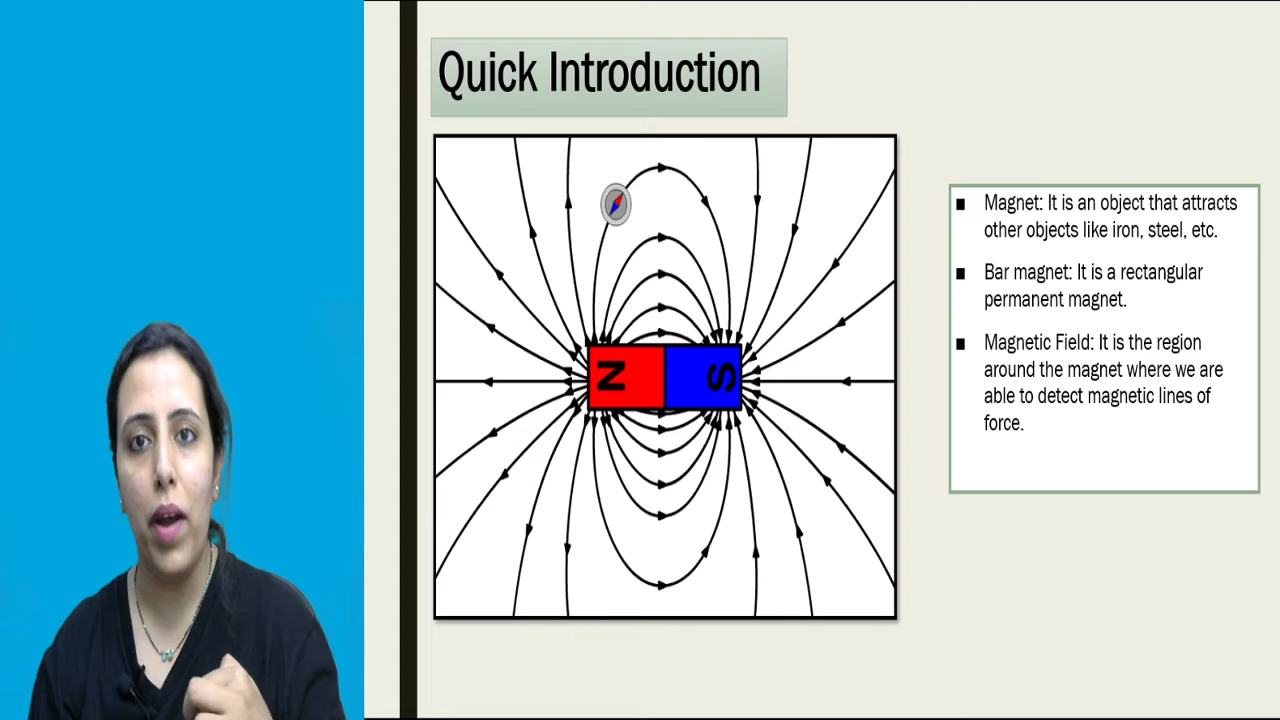 Quick Introduction
N
S
■ Magnet: It is an object that attracts
other objects like iron, steel, etc.
■ Bar magnet: It is a rectangular
permanent magnet.
■ Magnetic Field: It is the region
around the magnet where we are
able to detect magnetic lines of
force.